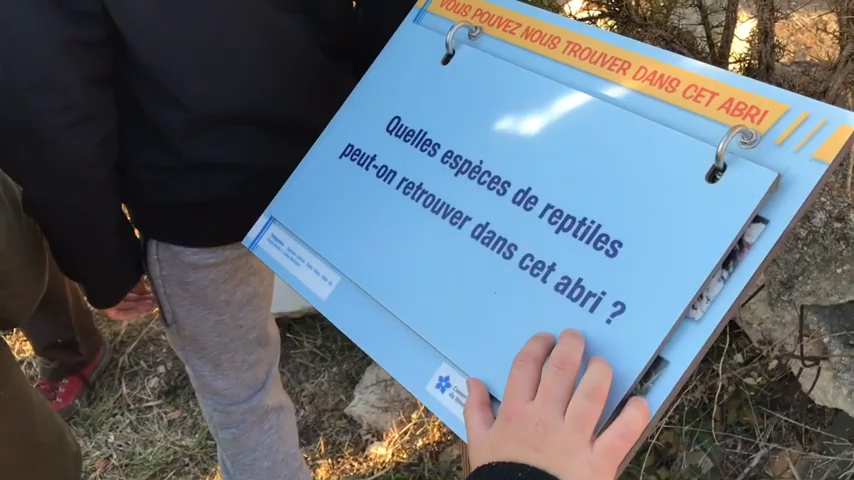 VOUS POUVEZ NOUS TROUVER DANS CET ABRI
Quelles espèces de reptiles
peut-on retrouver dans cet abri ?